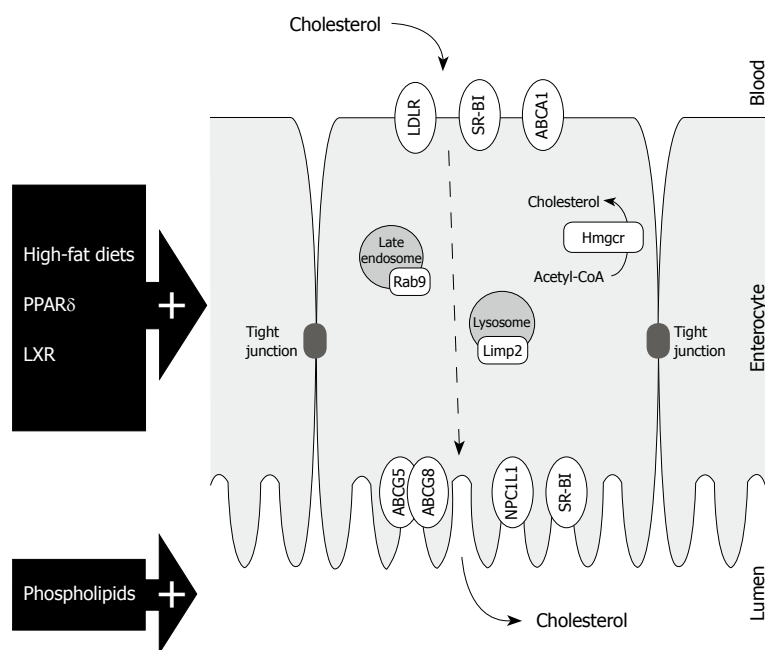 Cholesterol
Blood
LDLR
SR-BI
ABCA1
High-fat diets
PPARδ
LXR
+
Late
endosome
Rab9
Cholesterol
Hmgcr
Acetyl-CoA
Lysosome
Limp2
Tight
junction
Tight
junction
Enterocyte
ABCG5
ABCG8
NPC1L1
SR-BI
Phospholipids
+
Cholesterol
Lumen